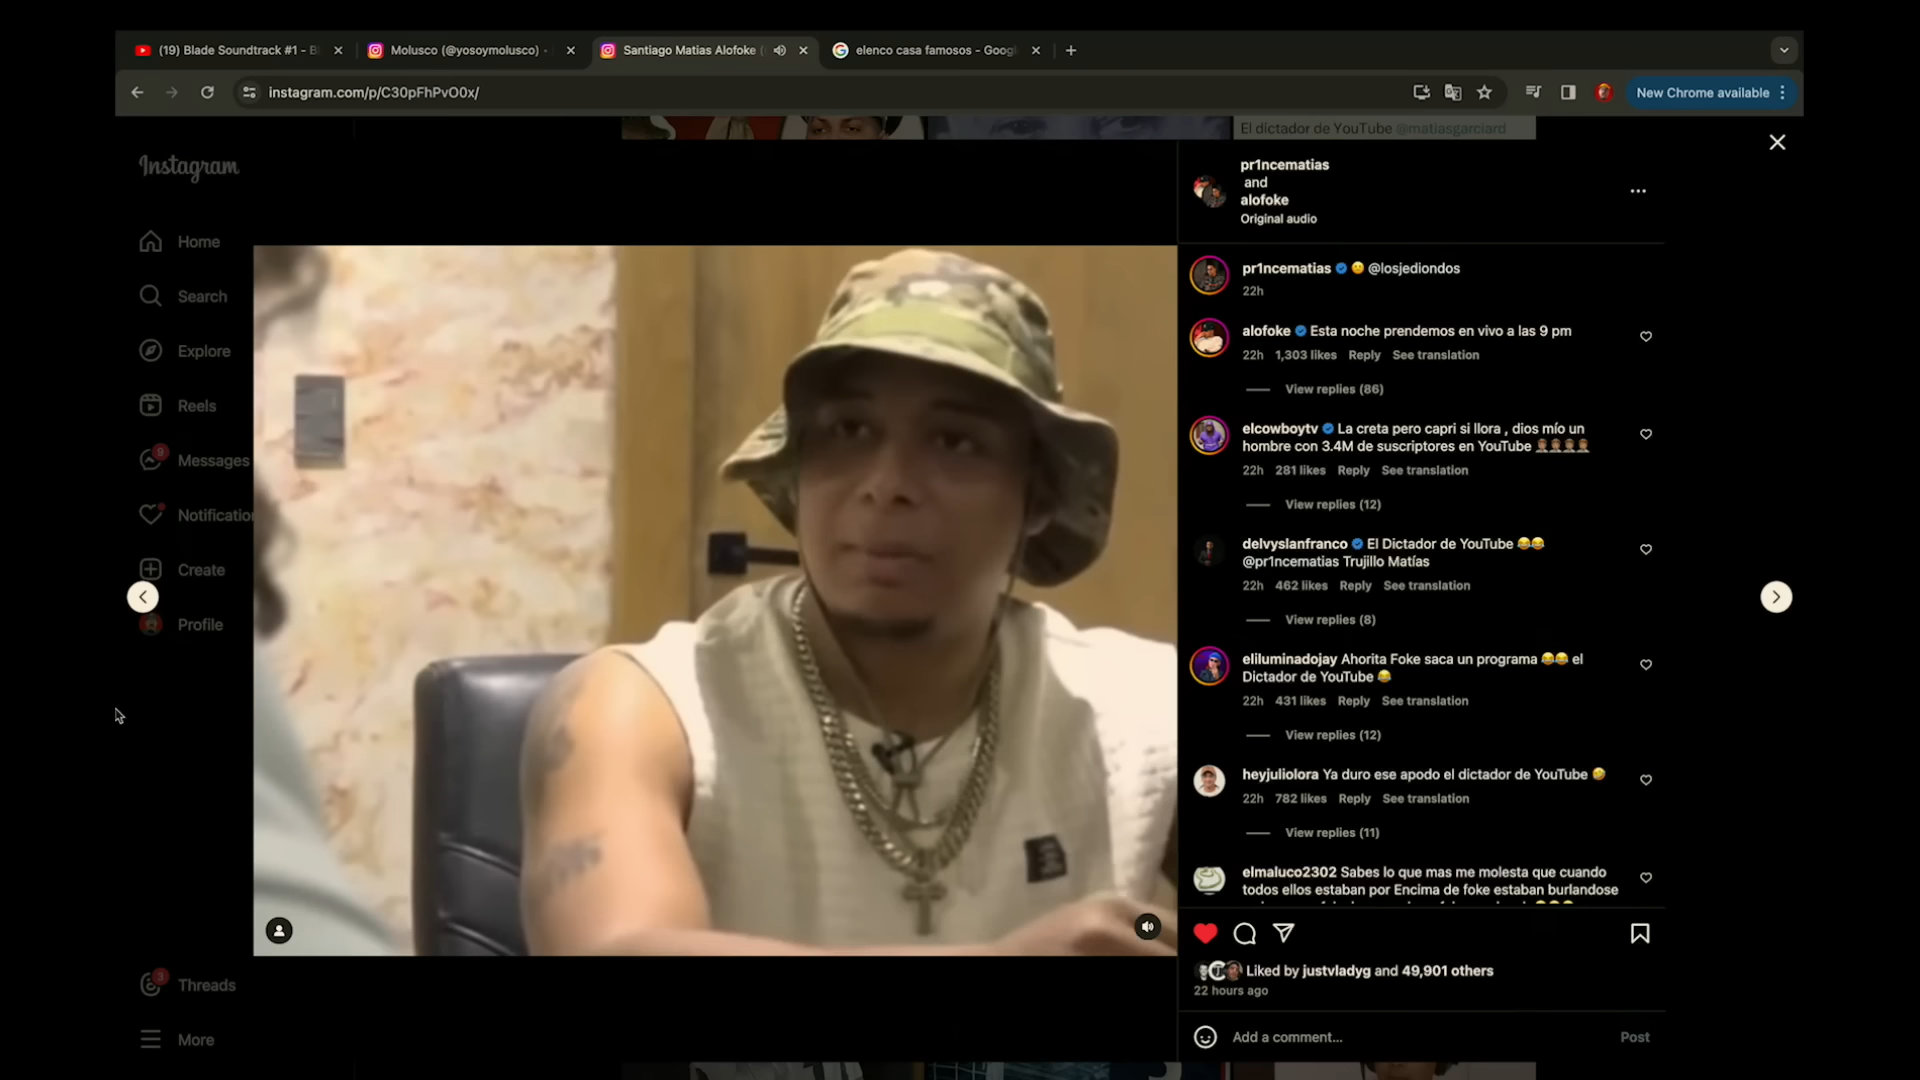 (19) Blade Soundtrack #1 - B
Molusco (@yosoymolusco) ·
Santiago Matias Alofoke (
elenco casa famosos - Goog
instagram.com/p/C30pFhPvO0x/
New Chrome available
El dictador de YouTube @matiasgarciard
Instagram
Home
Search
Explore
Reels
9
Messages
Notificatio
Create
Profile
3
Threads
More
pr1ncematias
and
alofoke
Original audio
pr1ncematias 😶 @losjediondos
22h
alofoke Esta noche prendemos en vivo a las 9 pm
22h 1,303 likes Reply See translation
View replies (86)
elcowboytv La creta pero capri si llora , dios mío un
hombre con 3.4M de suscriptores en YouTube
22h 281 likes Reply See translation
View replies (12)
delvyslanfranco El Dictador de YouTube 😂😂
@pr1ncematias Trujillo Matías
22h 462 likes Reply See translation
View replies (8)
eliluminadojay Ahorita Foke saca un programa 😂😂 el
Dictador de YouTube 😂
22h 431 likes Reply See translation
View replies (12)
heyjuliolora Ya duro ese apodo el dictador de YouTube 🤣
22h 782 likes Reply See translation
View replies (11)
elmaluco2302 Sabes lo que mas me molesta que cuando
todos ellos estaban por Encima de foke estaban burlandose
Liked by justvladyg and 49,901 others
22 hours ago
Add a comment...
Post